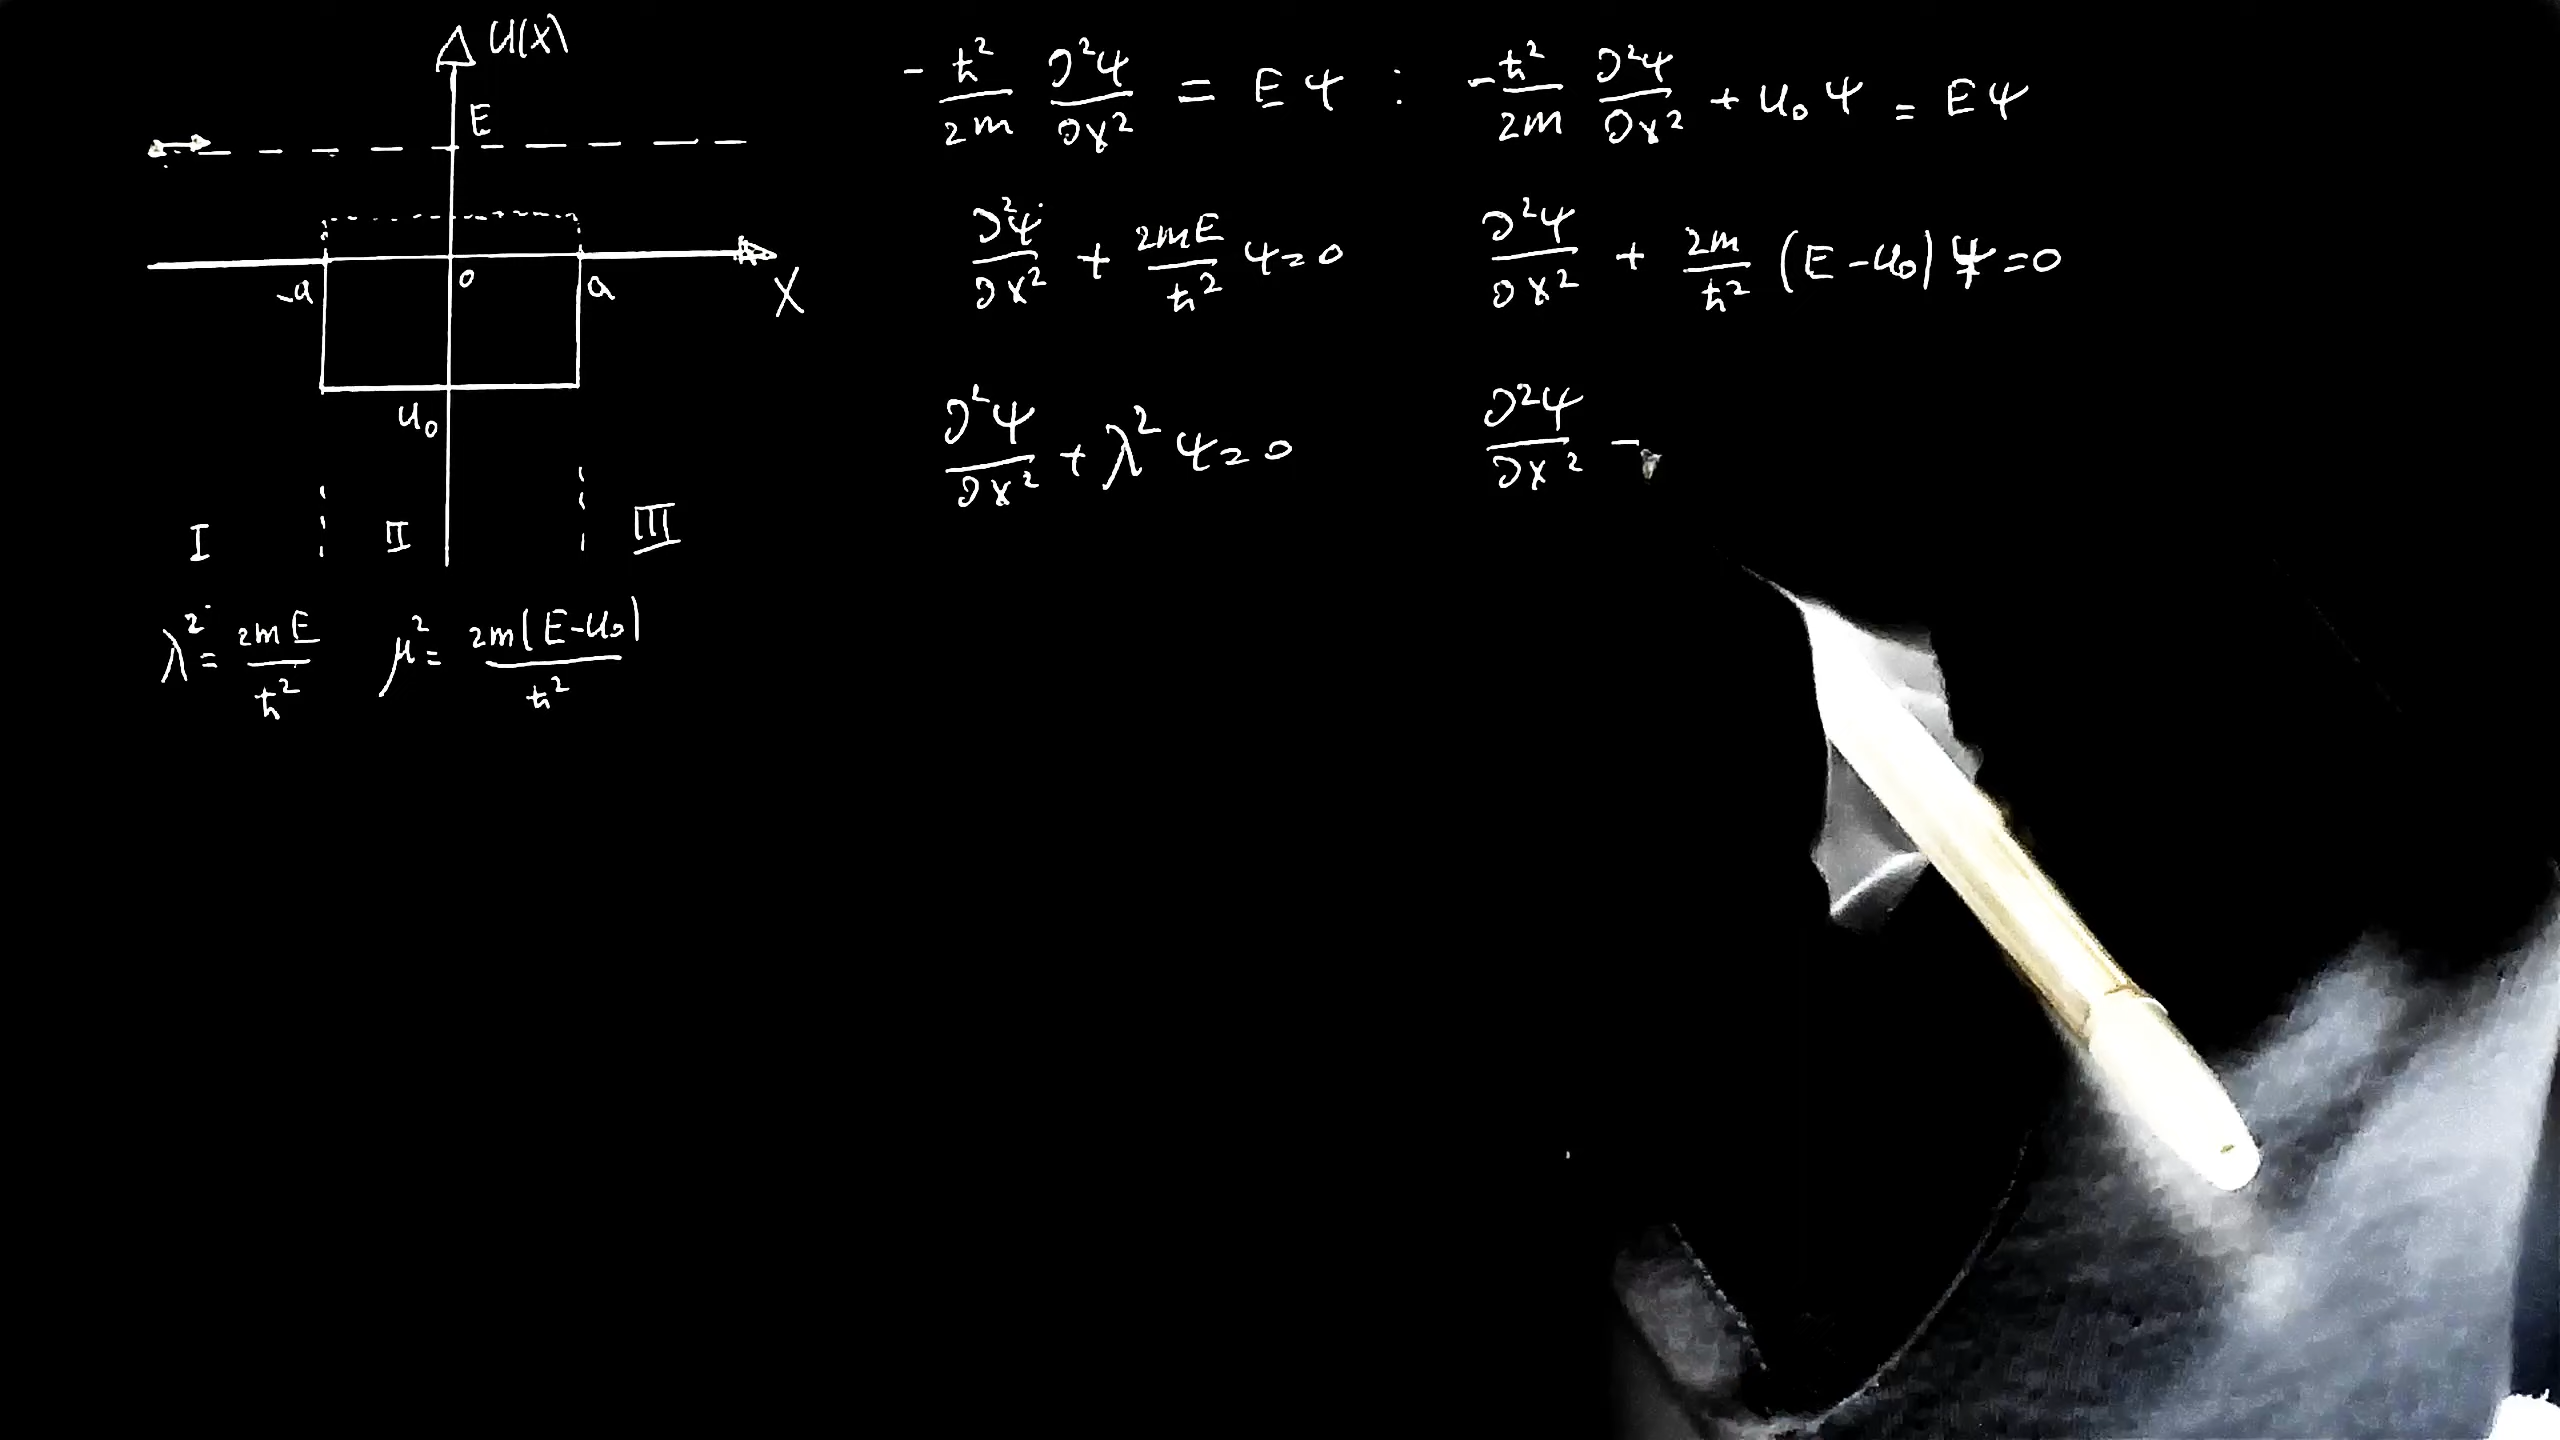 U(x)
E
-a 0 a X
U₀
I II III
λ² = 2mE/ħ² μ² = 2m(E-U₀)/ħ²
-ħ²/2m ∂²ψ/∂x² = Eψ : -ħ²/2m ∂²ψ/∂x² + U₀ψ = Eψ
∂²ψ/∂x² + 2mE/ħ² ψ = 0 ∂²ψ/∂x² + 2m/ħ² (E-U₀)ψ = 0
∂²ψ/∂x² + λ²ψ = 0 ∂²ψ/∂x² -